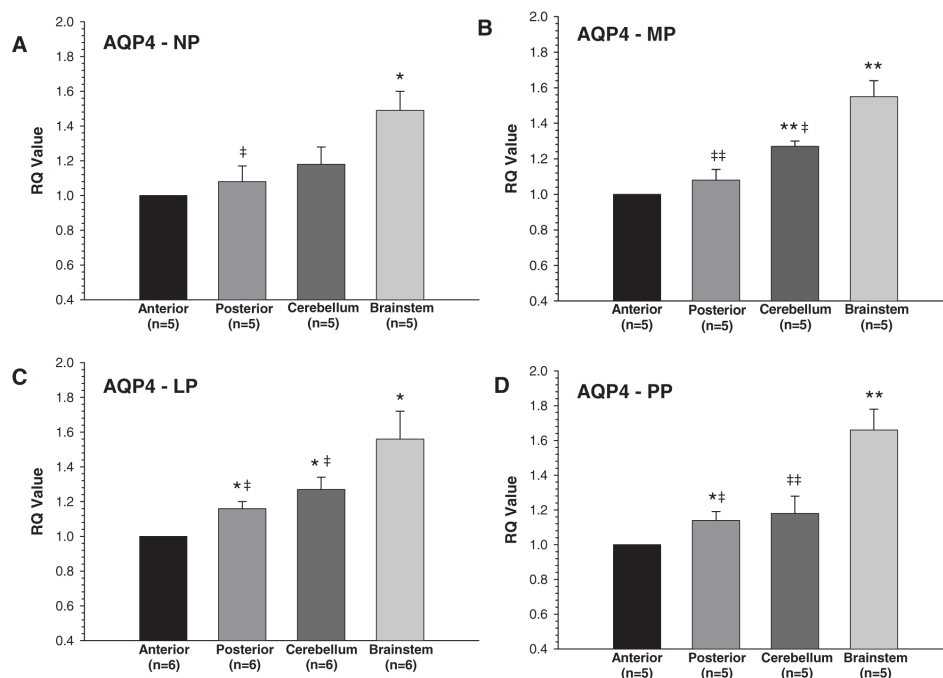 A
AQP4 - NP
2.0
1.8
1.6
1.4
1.2
1.0
0.8
0.6
0.4
RQ Value
‡
*
Anterior Posterior Cerebellum Brainstem
(n=5) (n=5) (n=5) (n=5)
B
AQP4 - MP
2.0
1.8
1.6
1.4
1.2
1.0
0.8
0.6
0.4
RQ Value
‡‡
**‡
**
Anterior Posterior Cerebellum Brainstem
(n=5) (n=5) (n=5) (n=5)
C
AQP4 - LP
2.0
1.8
1.6
1.4
1.2
1.0
0.8
0.6
0.4
RQ Value
*‡
*‡
*
Anterior Posterior Cerebellum Brainstem
(n=6) (n=6) (n=6) (n=6)
D
AQP4 - PP
2.0
1.8
1.6
1.4
1.2
1.0
0.8
0.6
0.4
RQ Value
*‡
‡‡
**
Anterior Posterior Cerebellum Brainstem
(n=5) (n=5) (n=5) (n=5)